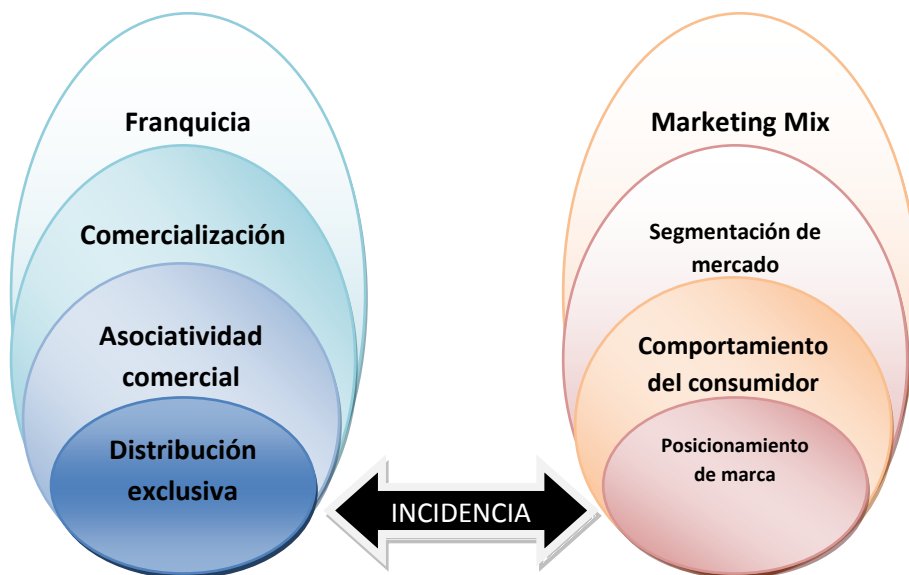 Franquicia
Comercialización
Asociatividad
comercial
Distribución
exclusiva
INCIDENCIA
Marketing Mix
Segmentación de
mercado
Comportamiento
del consumidor
Posicionamiento
de marca